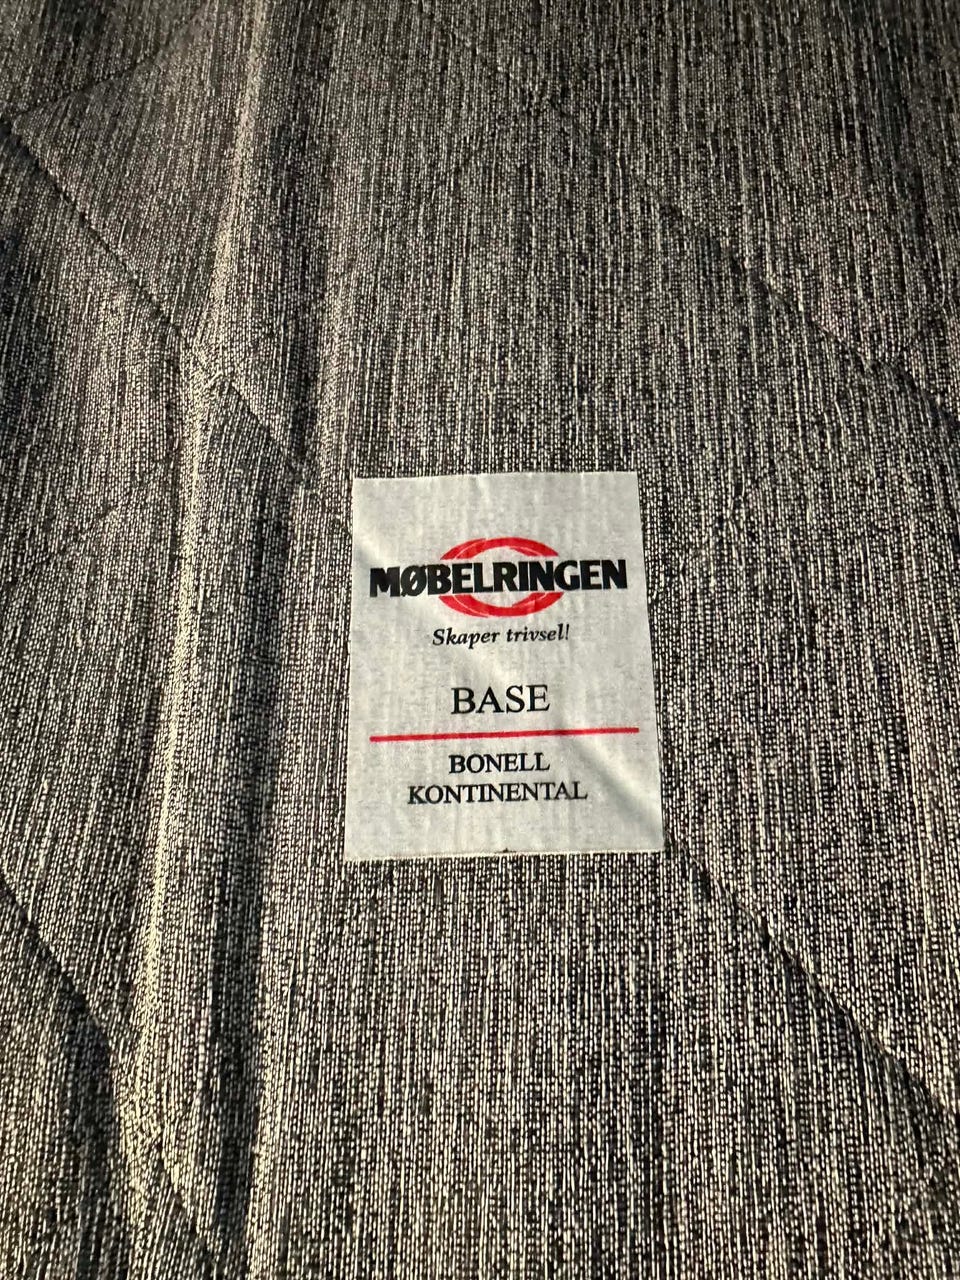 MØBELRINGEN
Skaper trivsel!
BASE
BONELL
KONTINENTAL